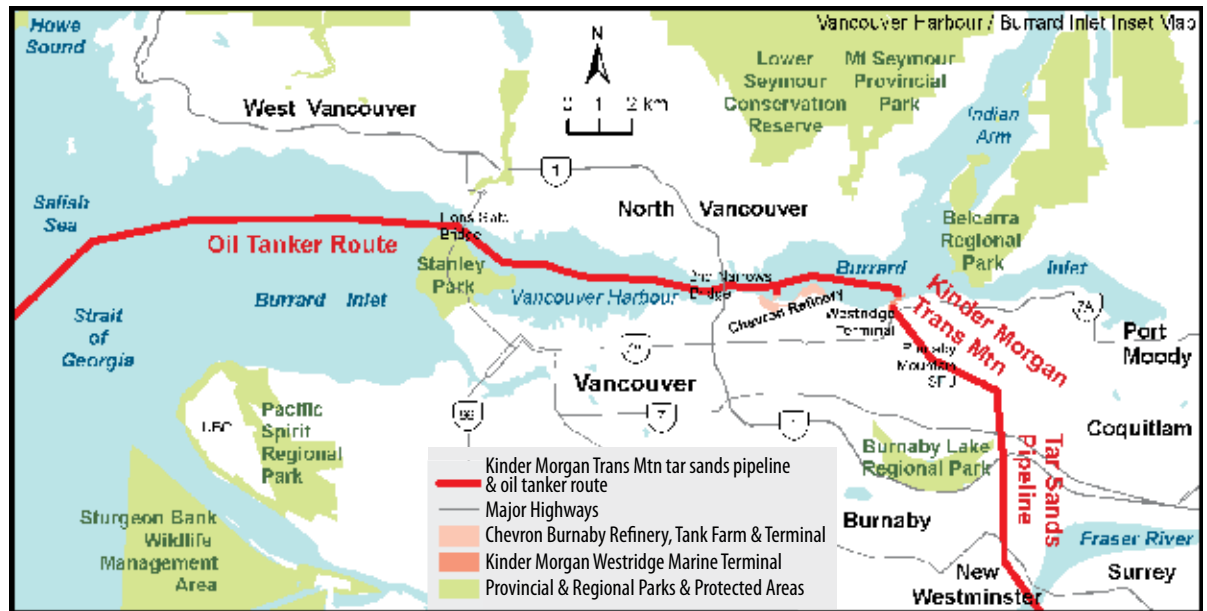 Vancouver Harbour / Burrard Inlet Inset Map
Howe
Sound
N
0 1 2 km
West Vancouver
Lower
Seymour
Conservation
Reserve
Mt Seymour
Provincial
Park
Indian
Arm
1
North Vancouver
Salish
Sea
Oil Tanker Route
Lions Gate
Bridge
Stanley
Park
Belcarra
Regional
Park
Burrard Inlet
2nd Narrows
Bridge
Burrard Inlet
Vancouver Harbour
Chevron Refinery
Westridge
Terminal
Kinder Morgan
Trans Mtn
7A
Port
Moody
Strait
of
Georgia
Burnaby
Mountain
SFU
7A
Vancouver
UBC
Pacific
Spirit
Regional
Park
99
7
1
Coquitlam
Burnaby Lake
Regional Park
Tar Sands
Pipeline
Kinder Morgan Trans Mtn tar sands pipeline
& oil tanker route
Major Highways
Chevron Burnaby Refinery, Tank Farm & Terminal
Kinder Morgan Westridge Marine Terminal
Provincial & Regional Parks & Protected Areas
Sturgeon Bank
Wildlife
Management
Area
Burnaby
Fraser River
New
Westminster
Surrey